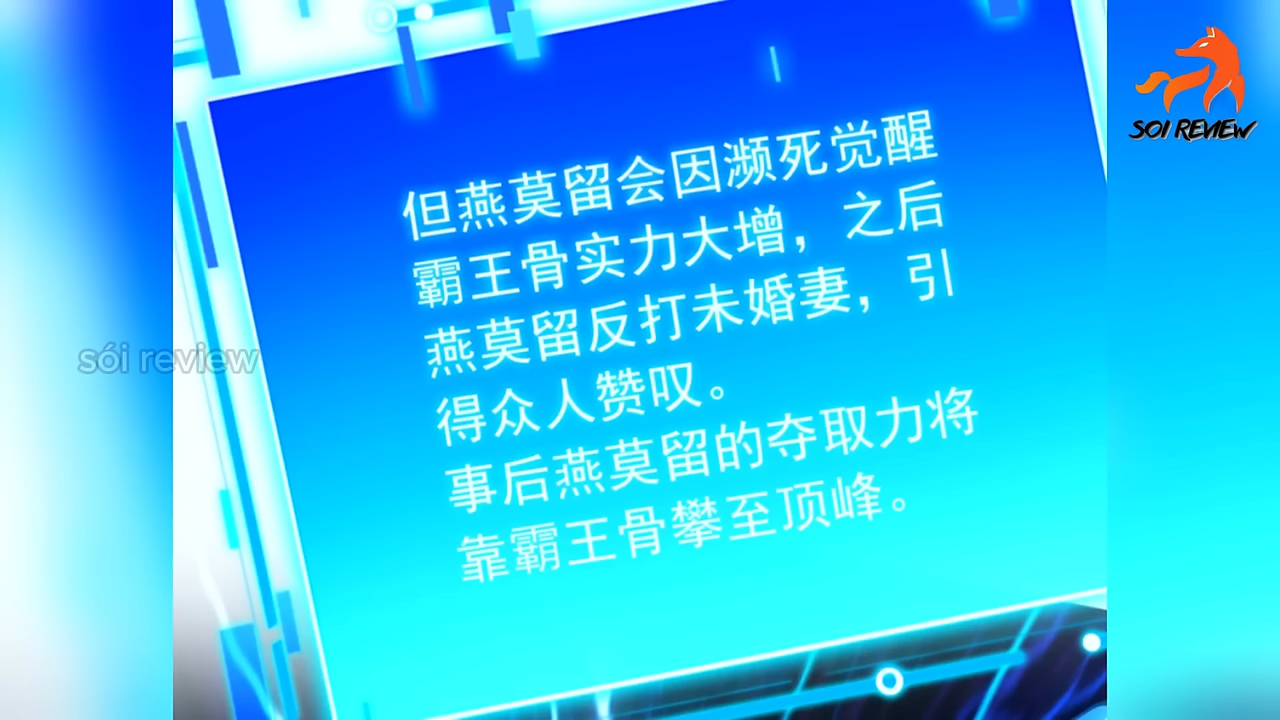 但燕莫留会因濒死觉醒
霸王骨实力大增，之后
燕莫留反打未婚妻，引
得众人赞叹。
事后燕莫留的夺取力将
靠霸王骨攀至顶峰。
SOI REVIEW
sói review